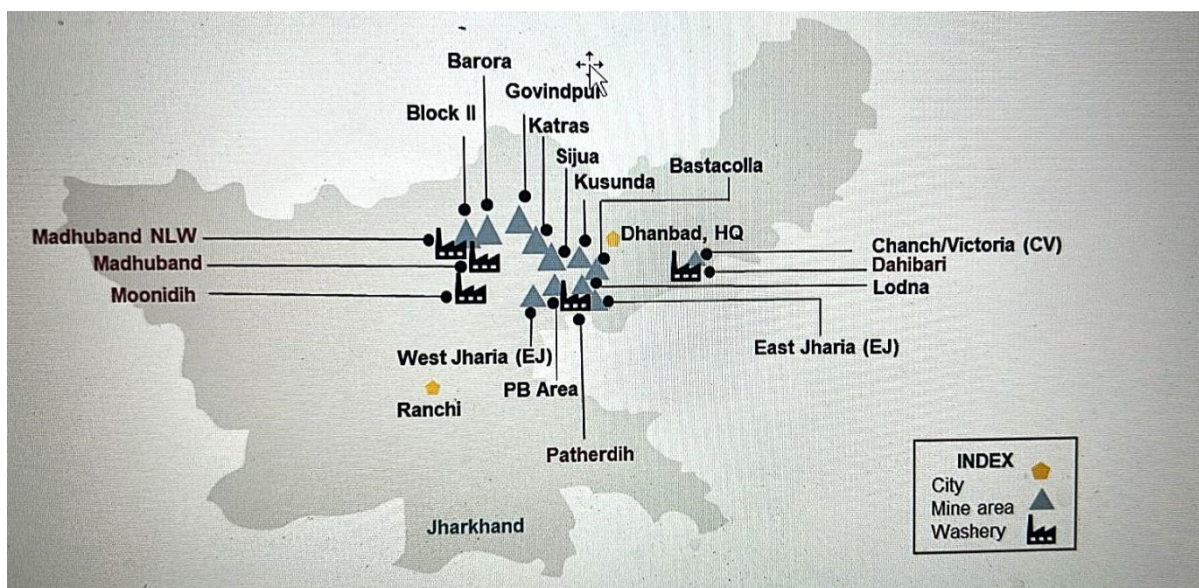 Barora
Govindpur
Block II
Katras
Sijua
Bastacolla
Kusunda
Dhanbad, HQ
Madhuband NLW
Chanch/Victoria (CV)
Madhuband
Dahibari
Moonidih
Lodna
East Jharia (EJ)
West Jharia (EJ)
PB Area
Ranchi
Patherdih
Jharkhand
INDEX
City
Mine area
Washery